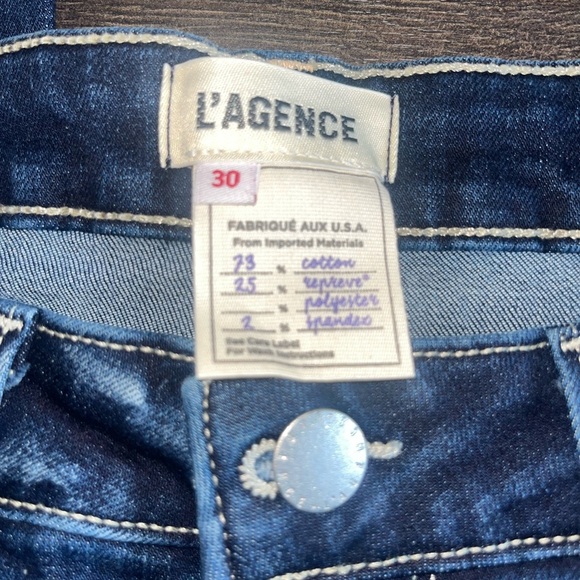 L'AGENCE
30
FABRIQUÉ AUX U.S.A.
From Imported Materials
73 % cotton
25 % repreve®
% polyester
2 % spandex
See Care Label
For Wash Instructions